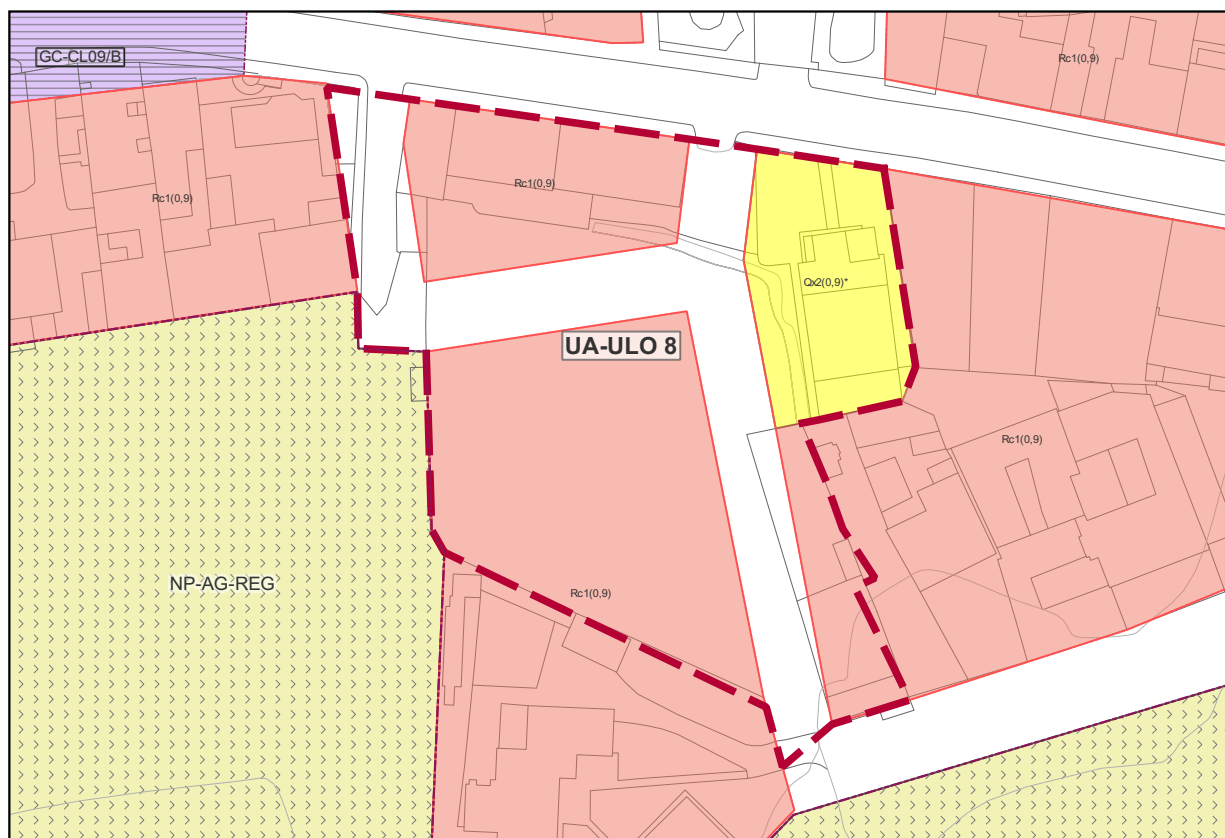 GC-CL09/B
Rc1(0,9)
Rc1(0,9)
Rc1(0,9)
Qx2(0,9)*
UA-ULO 8
Rc1(0,9)
NP-AG-REG
Rc1(0,9)